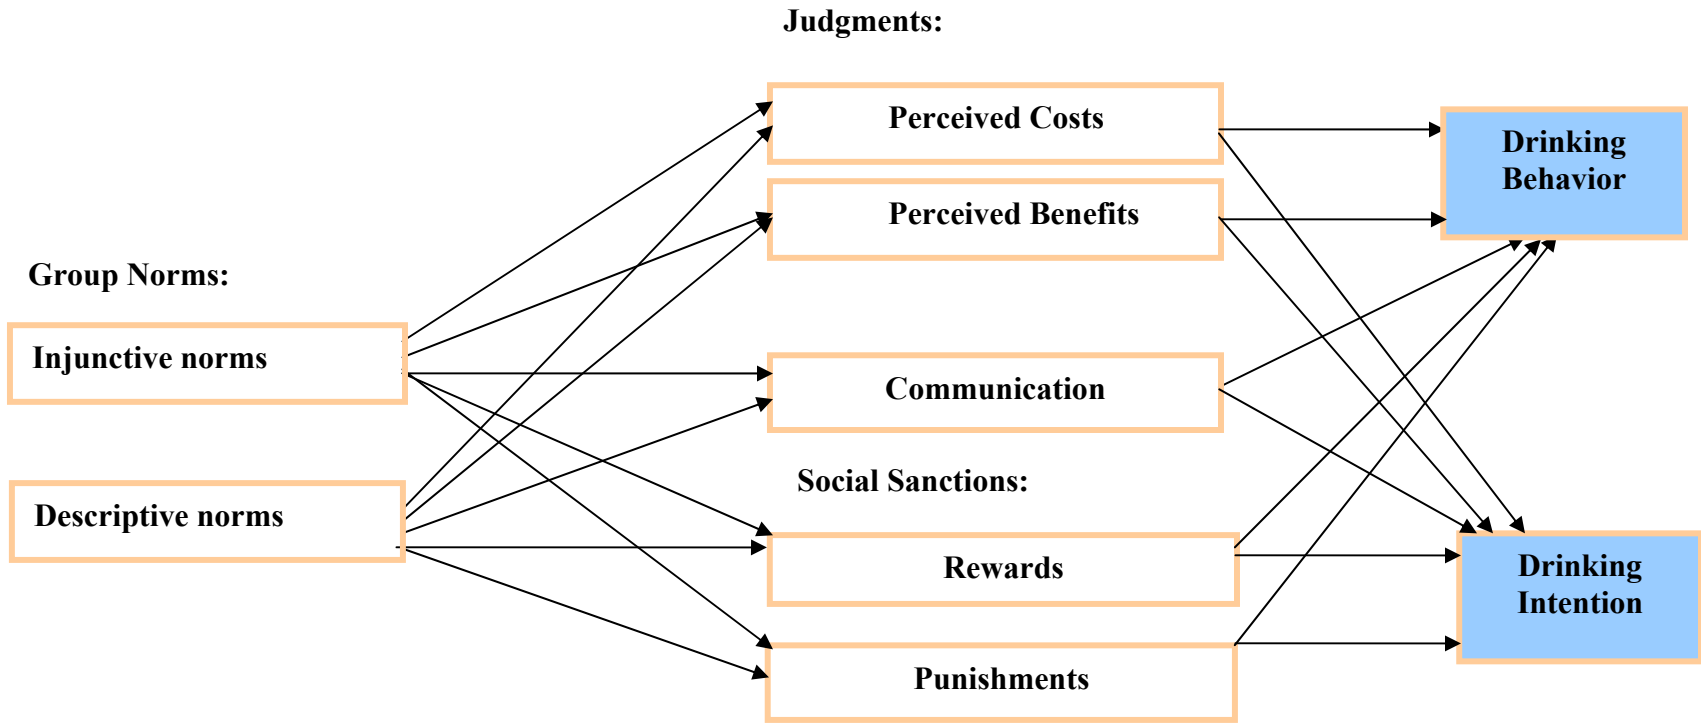 Judgments:
Perceived Costs
Perceived Benefits
Group Norms:
Injunctive norms
Descriptive norms
Communication
Social Sanctions:
Rewards
Punishments
Drinking
Behavior
Drinking
Intention